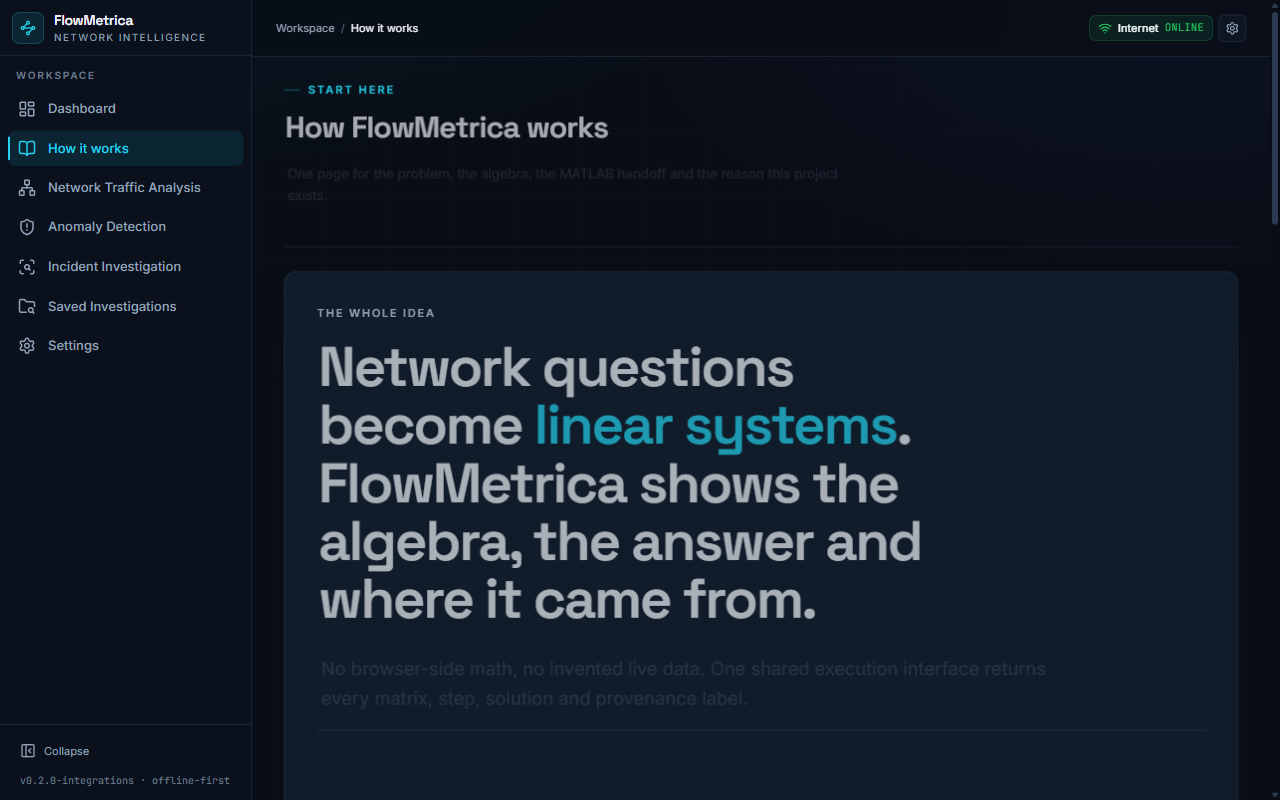 FlowMetrica
NETWORK INTELLIGENCE
WORKSPACE
Dashboard
How it works
Network Traffic Analysis
Anomaly Detection
Incident Investigation
Saved Investigations
Settings
Collapse
v0.2.0-integrations · offline-first
Workspace / How it works
Internet ONLINE
START HERE
How FlowMetrica works
One page for the problem, the algebra, the MATLAB handoff and the reason this project
exists.
THE WHOLE IDEA
Network questions
become linear systems.
FlowMetrica shows the
algebra, the answer and
where it came from.
No browser-side math, no invented live data. One shared execution interface returns
every matrix, step, solution and provenance label.